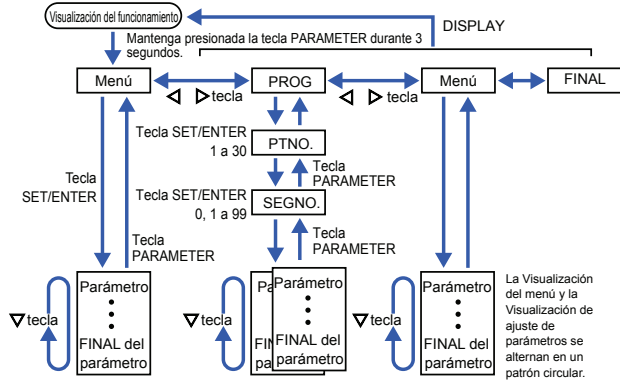 Visualización del funcionamiento
DISPLAY
Mantenga presionada la tecla PARAMETER durante 3
segundos.
Menú
PROG
Menú
FINAL
tecla
tecla
Tecla SET/ENTER
1 a 30
PTNO.
Tecla
PARAMETER
Tecla
SET/ENTER
Tecla SET/ENTER
0, 1 a 99
SEGNO.
Tecla
PARAMETER
Tecla
PARAMETER
tecla
Parámetro
FINAL del
parámetro
tecla
Pa
FIN
pa
Parámetro
FINAL del
parámetro
tecla
Parámetro
FINAL del
parámetro
La Visualización
del menú y la
Visualización de
ajuste de
parámetros se
alternan en un
patrón circular.